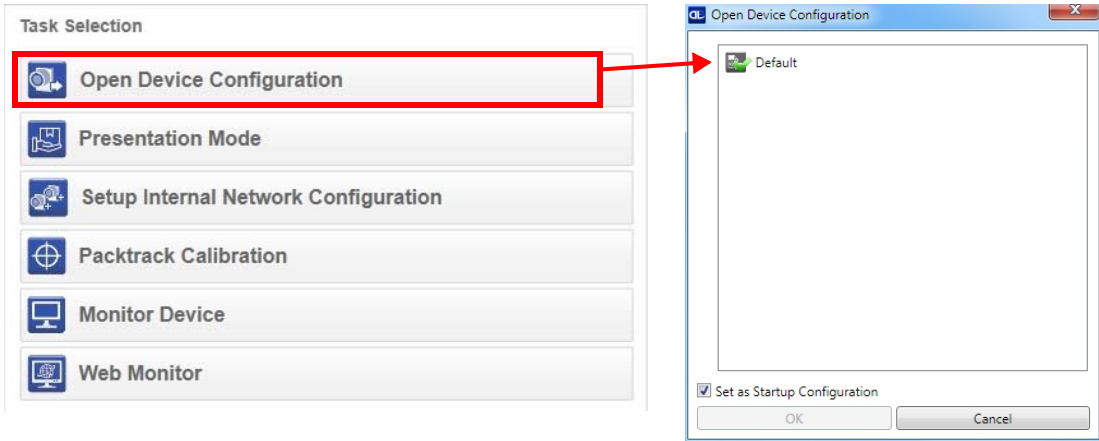 Task Selection
Open Device Configuration
Presentation Mode
Setup Internal Network Configuration
Packtrack Calibration
Monitor Device
Web Monitor
DL Open Device Configuration
X
Default
Set as Startup Configuration
OK
Cancel